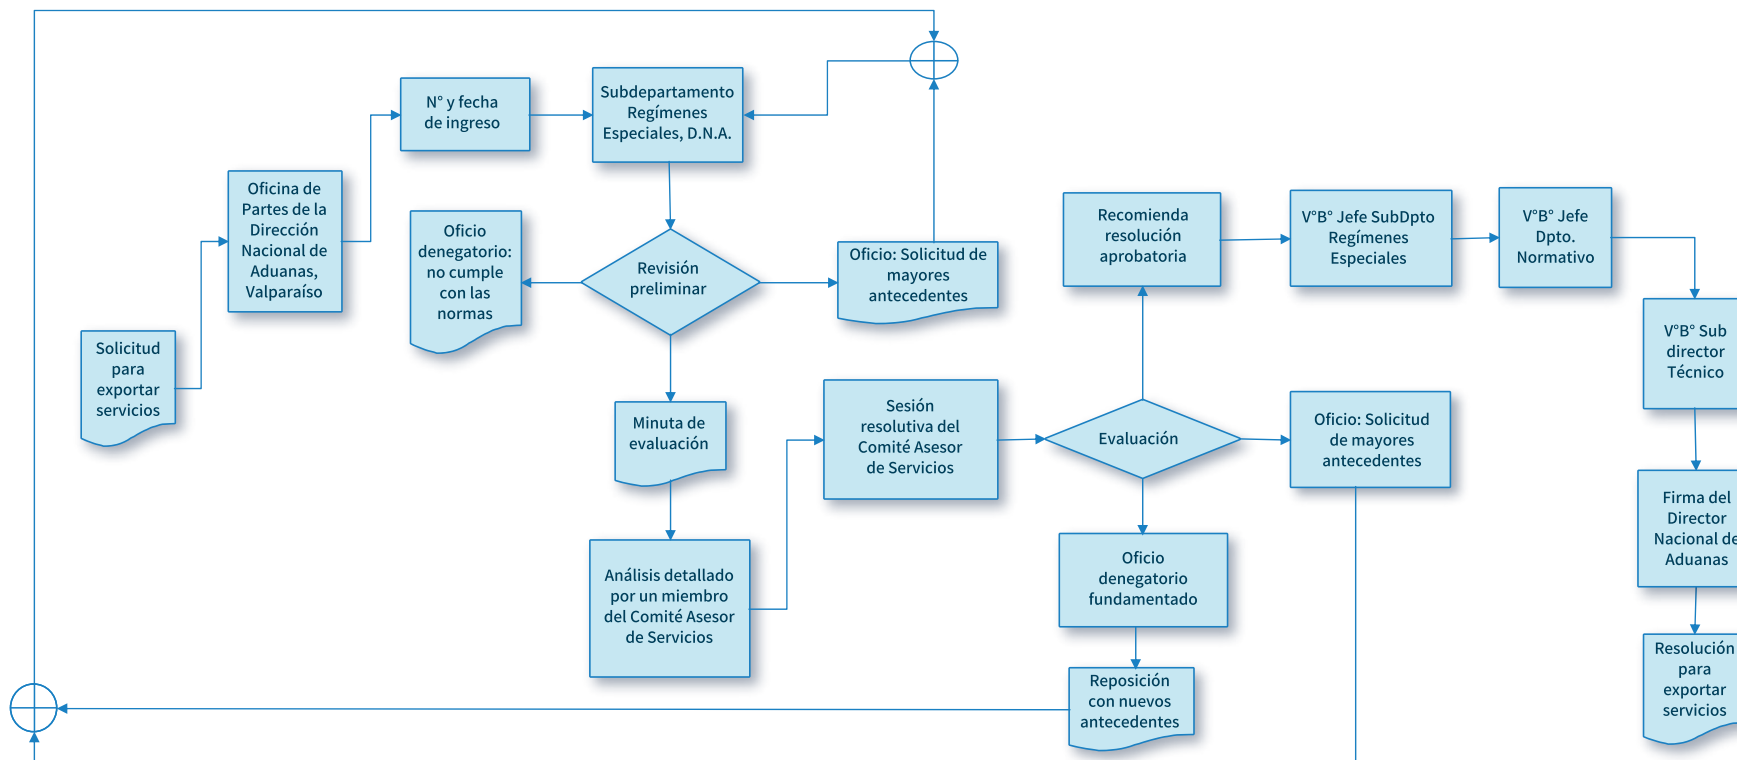 Solicitud
para
exportar
servicios
Oficina de
Partes de la
Dirección
Nacional de
Aduanas,
Valparaíso
N° y fecha
de ingreso
Subdepartamento
Regímenes
Especiales, D.N.A.
Oficio
denegatorio:
no cumple
con las
normas
Revisión
preliminar
Oficio: Solicitud de
mayores
antecedentes
Minuta de
evaluación
Análisis detallado
por un miembro
del Comité Asesor
de Servicios
Sesión
resolutiva del
Comité Asesor
de Servicios
Evaluación
Recomienda
resolución
aprobatoria
V°B° Jefe SubDpto
Regímenes
Especiales
V°B° Jefe
Dpto.
Normativo
V°B° Sub
director
Técnico
Firma del
Director
Nacional de
Aduanas
Resolución
para
exportar
servicios
Oficio: Solicitud
de mayores
antecedentes
Oficio
denegatorio
fundamentado
Reposición
con nuevos
antecedentes